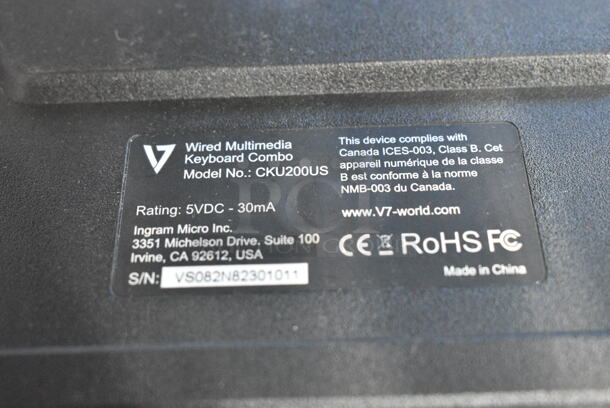 V7
Wired Multimedia
Keyboard Combo
Model No.: CKU200US
Rating: 5VDC - 30mA
Ingram Micro Inc.
3351 Michelson Drive, Suite 100
Irvine, CA 92612, USA
S/N: VS082N82301011
This device complies with
Canada ICES-003, Class B. Cet
appareil numérique de la classe
B est conforme à la norme
NMB-003 du Canada.
www.V7-world.com
CE RoHS FC
Made in China